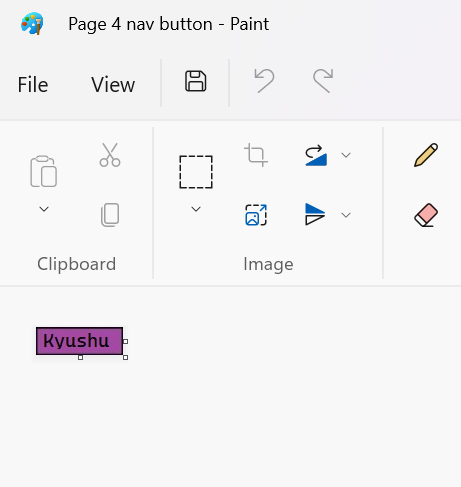 Page 4 nav button - Paint
File View
Clipboard Image
Kyushu